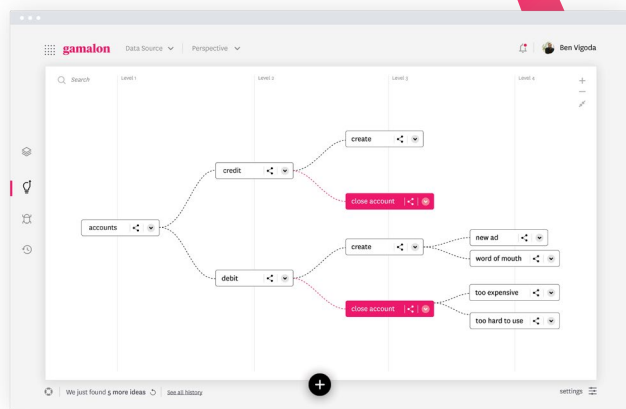 gamalon
Data Source
Perspective
Ben Vigoda
Search
Level 1
Level 2
Level 3
Level 4
create
credit
close account
accounts
create
new ad
word of mouth
debit
close account
too expensive
too hard to use
We just found 5 more ideas
See all history
settings